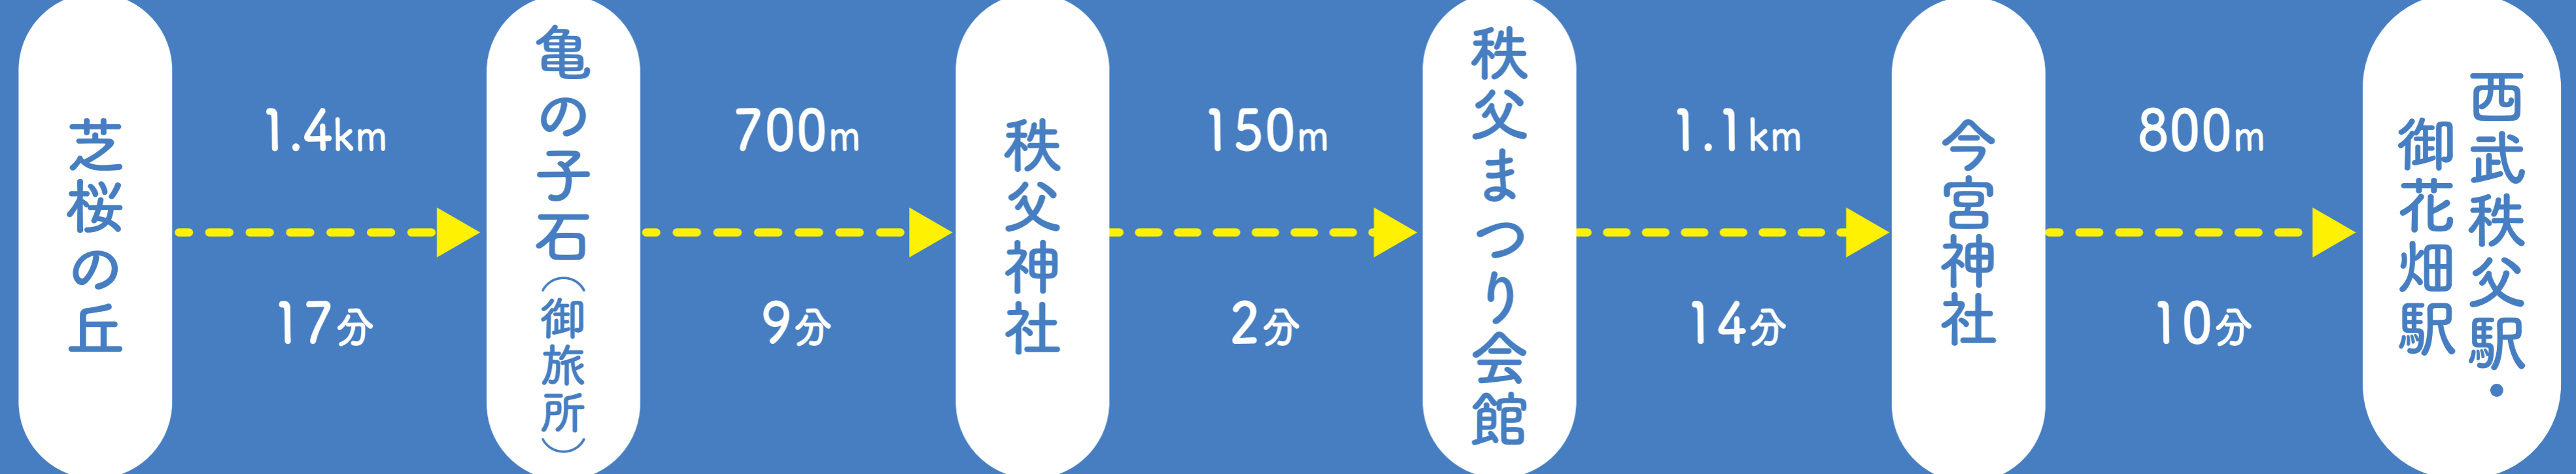 芝桜の丘
1.4km
17分
亀の子石（御旅所）
700m
9分
秩父神社
150m
2分
秩父まつり会館
1.1km
14分
今宮神社
800m
10分
西武秩父駅・
御花畑駅